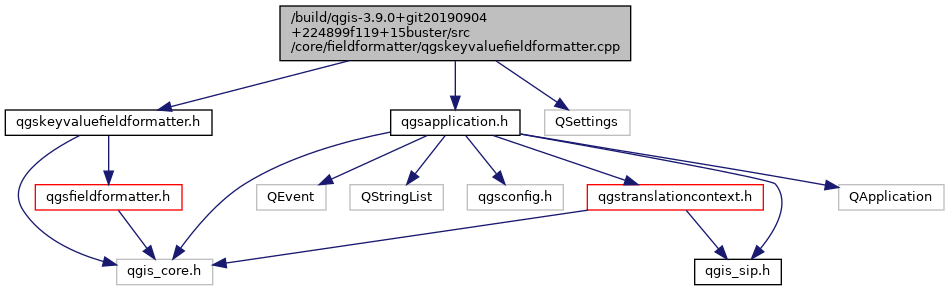 /build/qgis-3.9.0+git20190904
+224899f119+15buster/src
/core/fieldformatter/qgskeyvaluefieldformatter.cpp
qgskeyvaluefieldformatter.h
qgsapplication.h
QSettings
qgsfieldformatter.h
QEvent
QStringList
qgsconfig.h
qgstranslationcontext.h
QApplication
qgis_core.h
qgis_sip.h